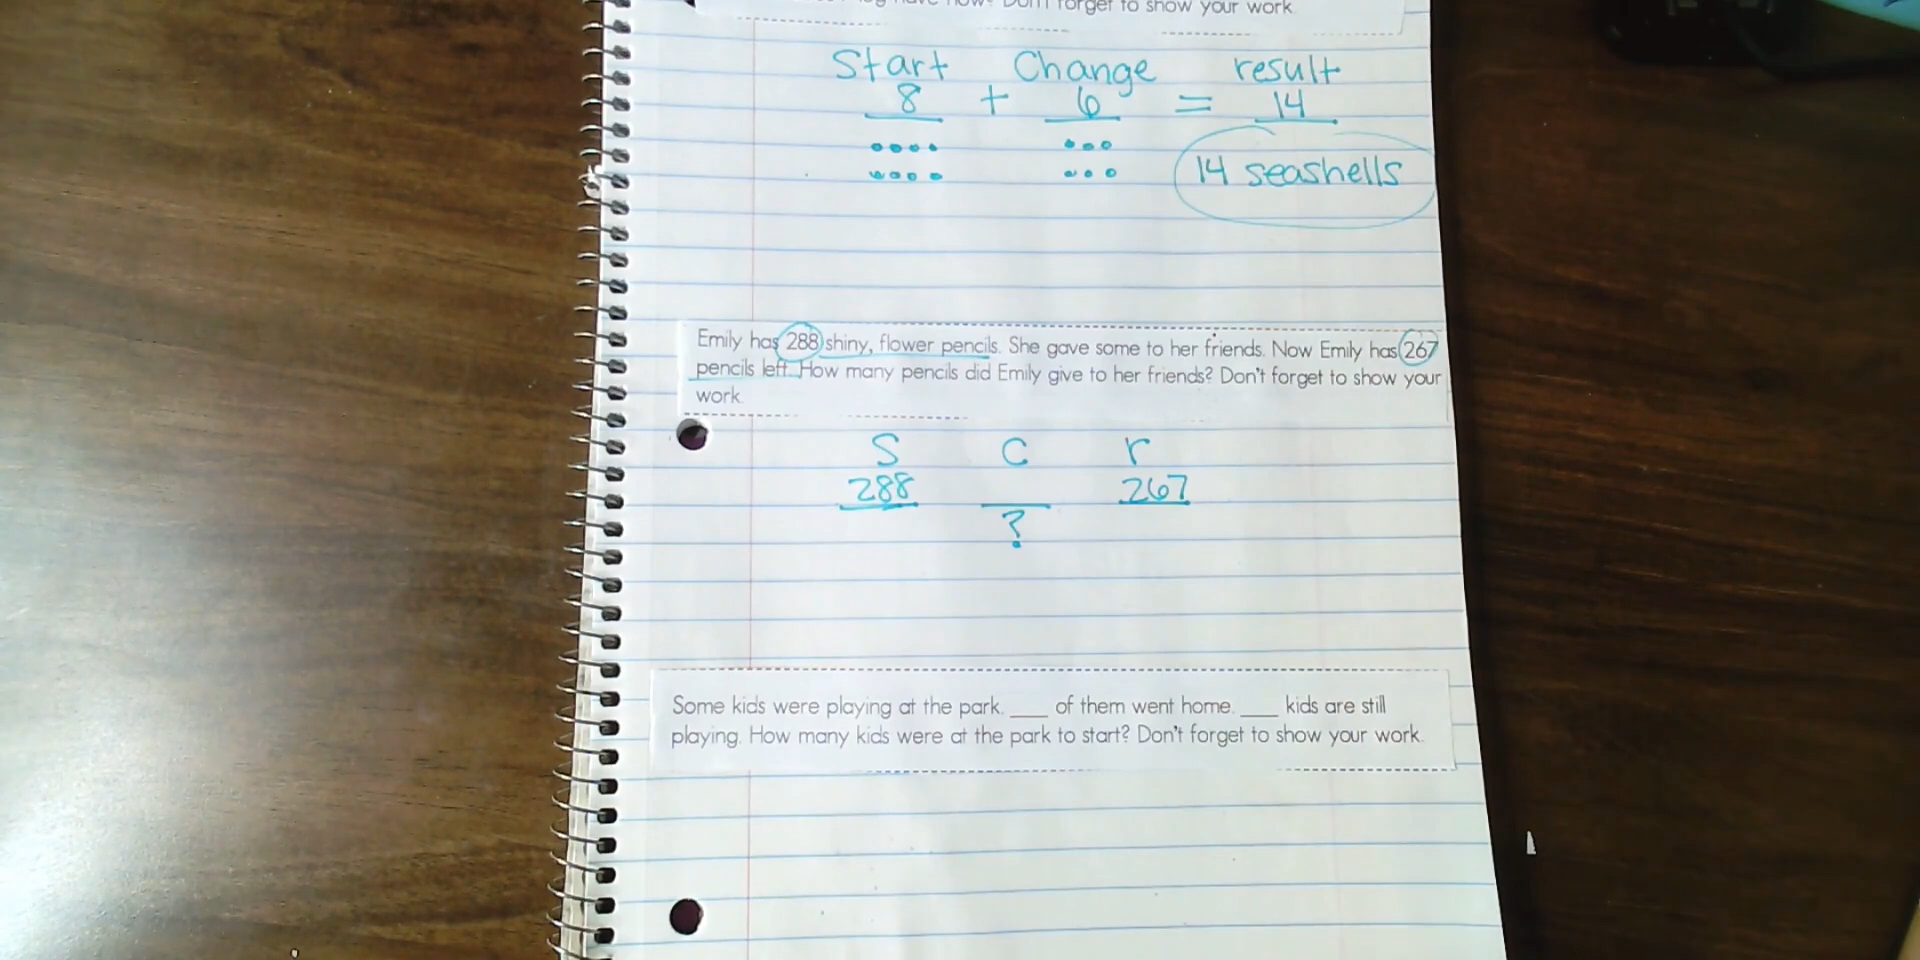 forget to show your work.
Start Change result
8 + 6 = 14
14 seashells
Emily has 288 shiny, flower pencils. She gave some to her friends. Now Emily has 267
pencils left. How many pencils did Emily give to her friends? Don't forget to show your
work.
S C r
288 267
?
Some kids were playing at the park. ___ of them went home. ___ kids are still
playing. How many kids were at the park to start? Don't forget to show your work.